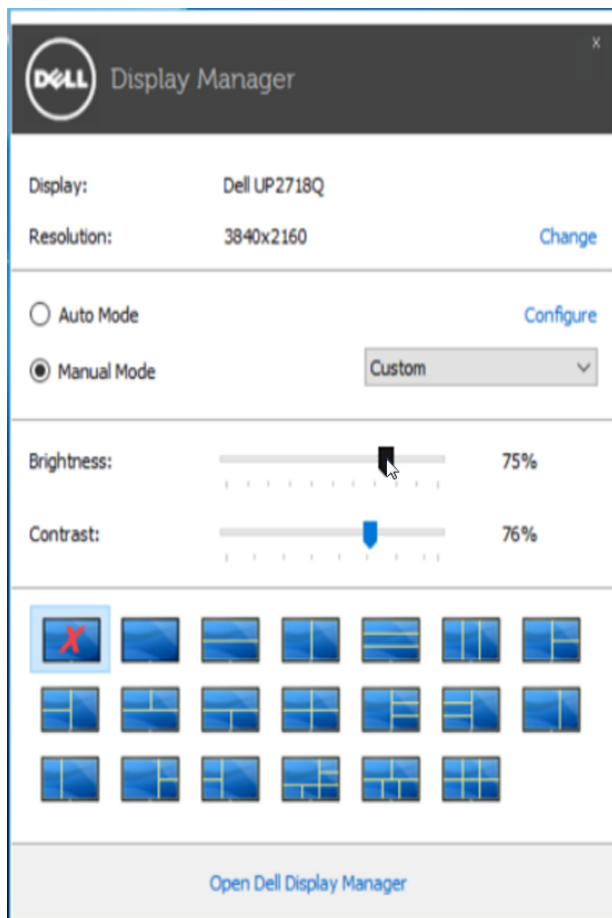 DELL Display Manager x
Display: Dell UP2718Q
Resolution: 3840x2160 Change
Auto Mode Configure
Manual Mode Custom
Brightness: 75%
Contrast: 76%
Open Dell Display Manager